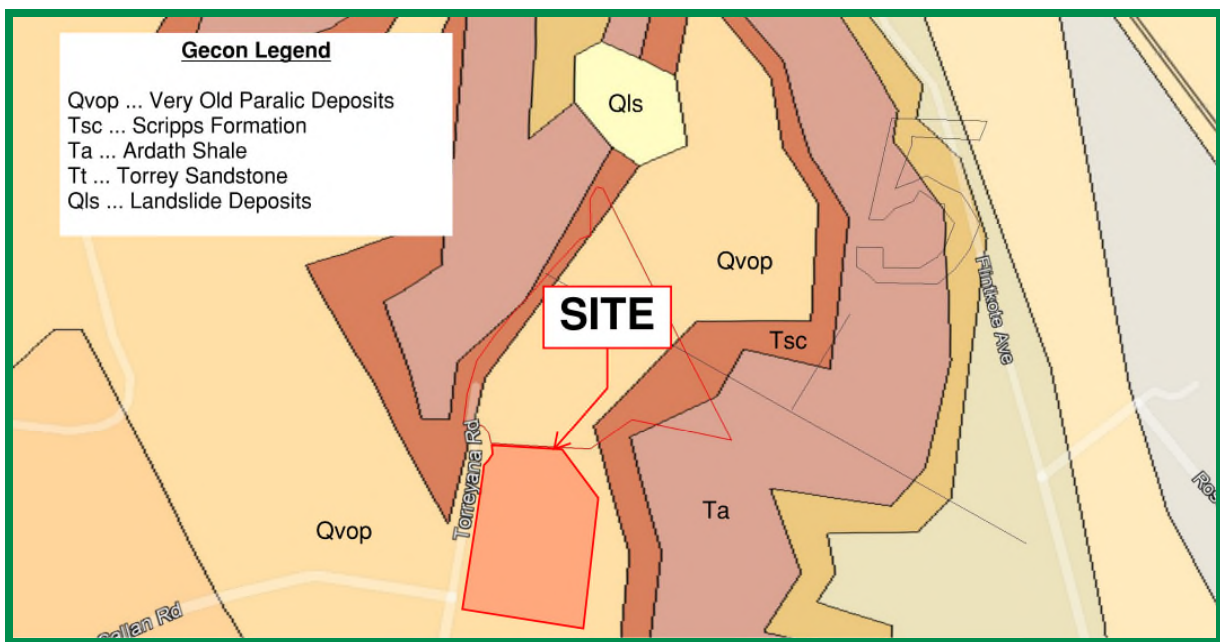 Gecon Legend
Qvop ... Very Old Paralic Deposits
Tsc ... Scripps Formation
Ta ... Ardath Shale
Tt ... Torrey Sandstone
Qls ... Landslide Deposits
Qls
Qvop
SITE
Tsc
Flintkote Ave
Torreyana Rd
Ta
Qvop
Callan Rd